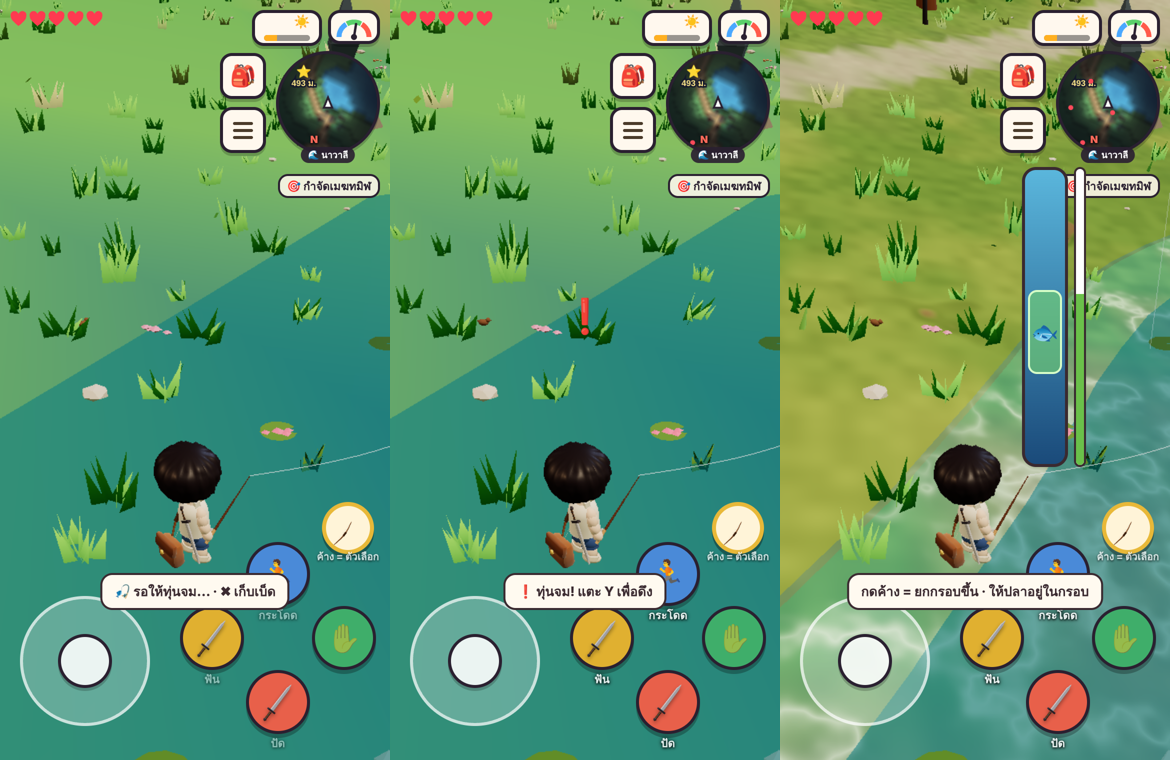 493 ม.
N
นาวาลี
กำจัดเมฆทมิฬ
ค้าง = ตัวเลือก
รอให้ทุ่นจม... · ✖ เก็บเบ็ด
กระโดด
ฟัน
ปัด
493 ม.
N
นาวาลี
กำจัดเมฆทมิฬ
ค้าง = ตัวเลือก
❗ ทุ่นจม! แตะ Y เพื่อดึง
กระโดด
ฟัน
ปัด
493 ม.
N
นาวาลี
กำจัดเมฆทมิฬ
ค้าง = ตัวเลือก
กดค้าง = ยกกรอบขึ้น · ให้ปลาอยู่ในกรอบ
กระโดด
ฟัน
ปัด